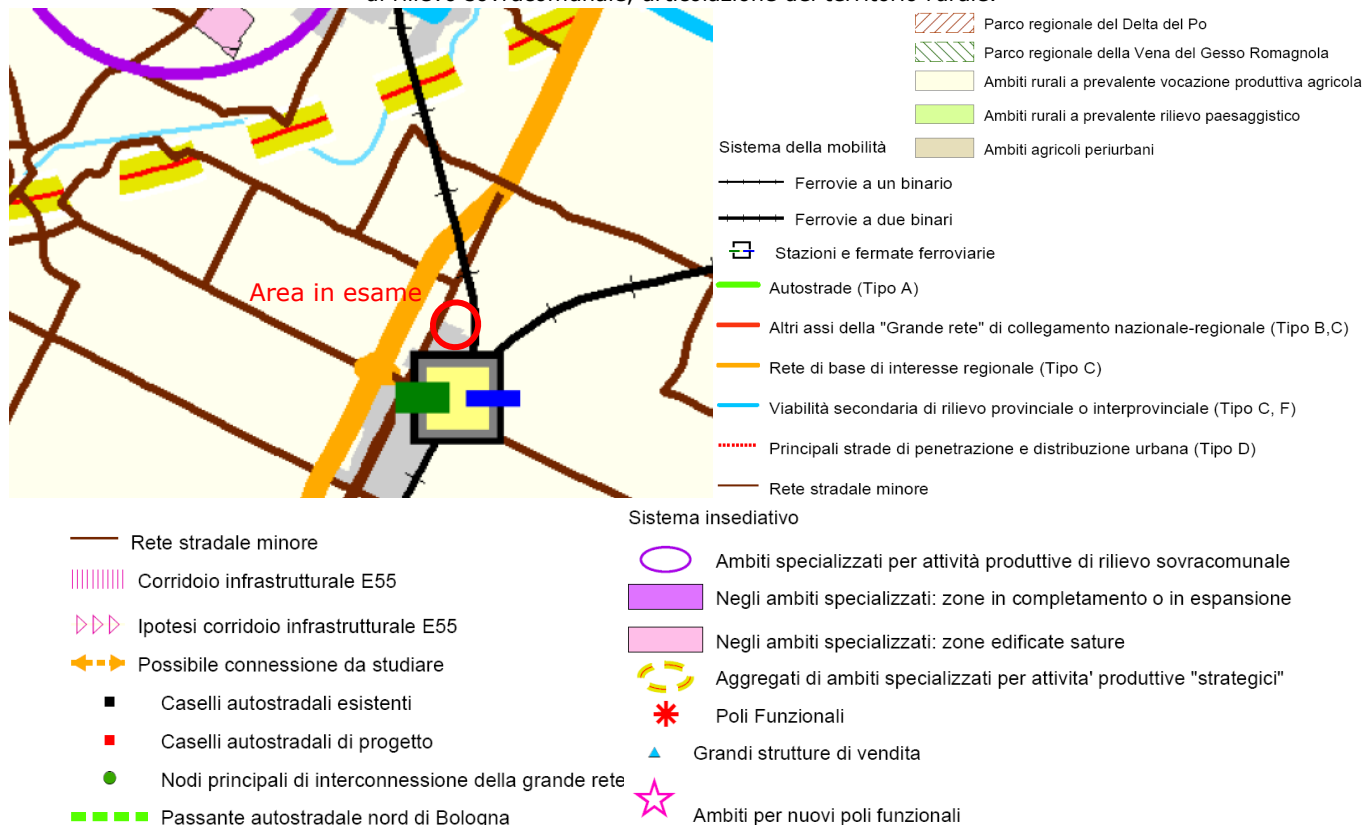 di rilievo sovracomunale, articolazione del territorio rurale.
Area in esame
Parco regionale del Delta del Po
Parco regionale della Vena del Gesso Romagnola
Ambiti rurali a prevalente vocazione produttiva agricola
Ambiti rurali a prevalente rilievo paesaggistico
Ambiti agricoli periurbani
Sistema della mobilità
Ferrovie a un binario
Ferrovie a due binari
Stazioni e fermate ferroviarie
Autostrade (Tipo A)
Altri assi della "Grande rete" di collegamento nazionale-regionale (Tipo B,C)
Rete di base di interesse regionale (Tipo C)
Viabilità secondaria di rilievo provinciale o interprovinciale (Tipo C, F)
Principali strade di penetrazione e distribuzione urbana (Tipo D)
Rete stradale minore
Rete stradale minore
Corridoio infrastrutturale E55
Ipotesi corridoio infrastrutturale E55
Possibile connessione da studiare
Caselli autostradali esistenti
Caselli autostradali di progetto
Nodi principali di interconnessione della grande rete
Passante autostradale nord di Bologna
Sistema insediativo
Ambiti specializzati per attività produttive di rilievo sovracomunale
Negli ambiti specializzati: zone in completamento o in espansione
Negli ambiti specializzati: zone edificate sature
Aggregati di ambiti specializzati per attivita' produttive "strategici"
Poli Funzionali
Grandi strutture di vendita
Ambiti per nuovi poli funzionali